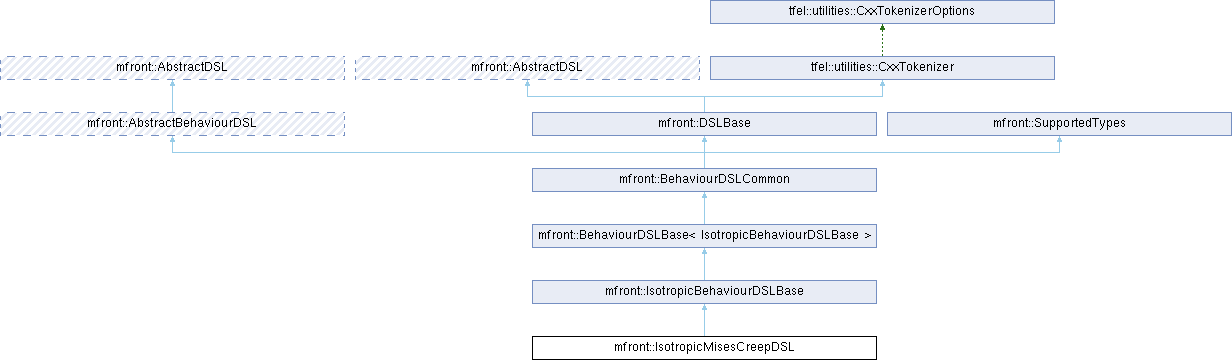 tfel::utilities::CxxTokenizerOptions
mfront::AbstractDSL
mfront::AbstractDSL
tfel::utilities::CxxTokenizer
mfront::AbstractBehaviourDSL
mfront::DSLBase
mfront::SupportedTypes
mfront::BehaviourDSLCommon
mfront::BehaviourDSLBase< IsotropicBehaviourDSLBase >
mfront::IsotropicBehaviourDSLBase
mfront::IsotropicMisesCreepDSL